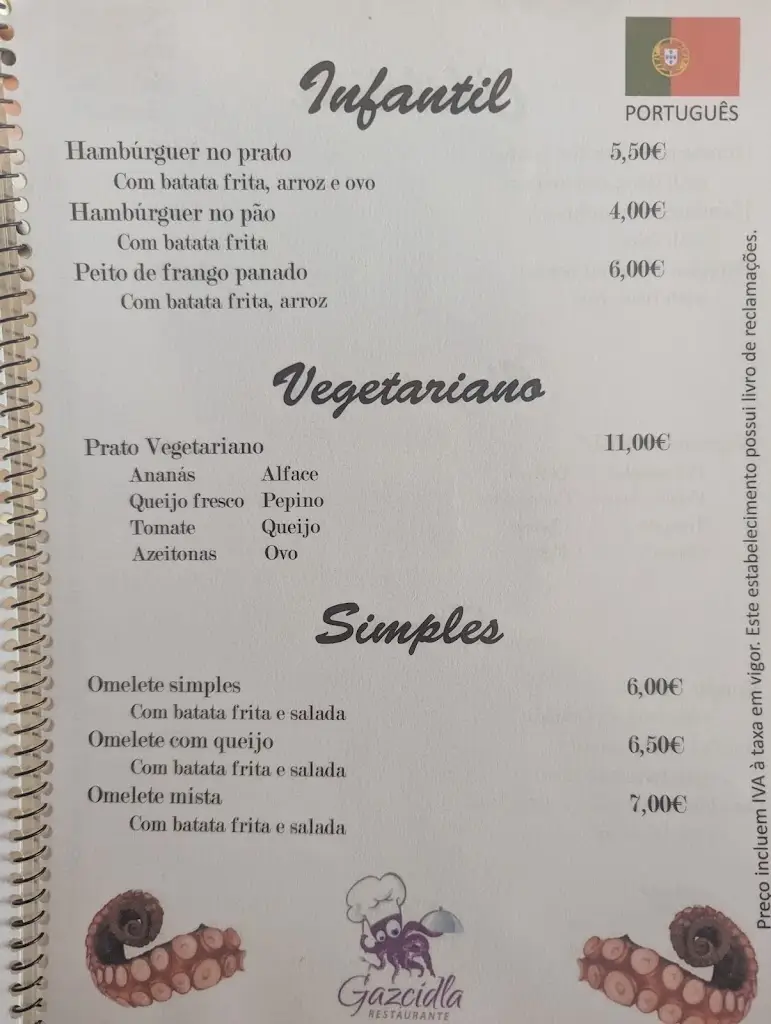 PORTUGUÊS
Infantil
Hambúrguer no prato 5,50€
Com batata frita, arroz e ovo
Hambúrguer no pão 4,00€
Com batata frita
Peito de frango panado 6,00€
Com batata frita, arroz
Vegetariano
Prato Vegetariano 11,00€
Ananás Alface
Queijo fresco Pepino
Tomate Queijo
Azeitonas Ovo
Simples
Omelete simples 6,00€
Com batata frita e salada
Omelete com queijo 6,50€
Com batata frita e salada
Omelete mista 7,00€
Com batata frita e salada
Gazcidla
RESTAURANTE
Preço incluem IVA à taxa em vigor. Este estabelecimento possui livro de reclamações.